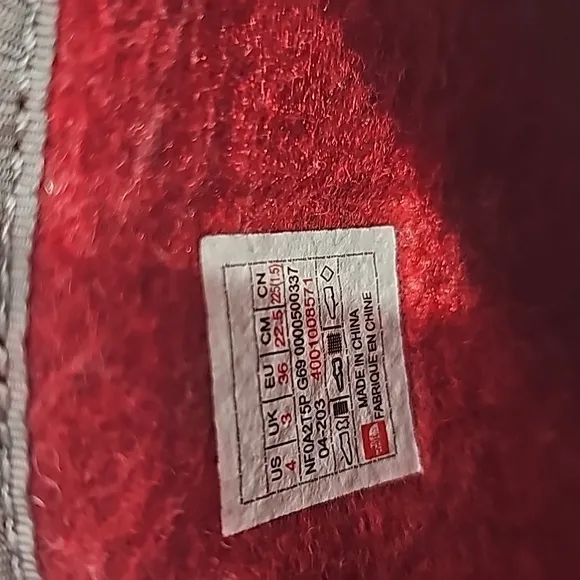 US UK EU CM CN
4 3 36 22.5 225(1.5)
NF0A2T5P G69 0000500337
04-203 4001008571
MADE IN CHINA
FABRIQUE EN CHINE